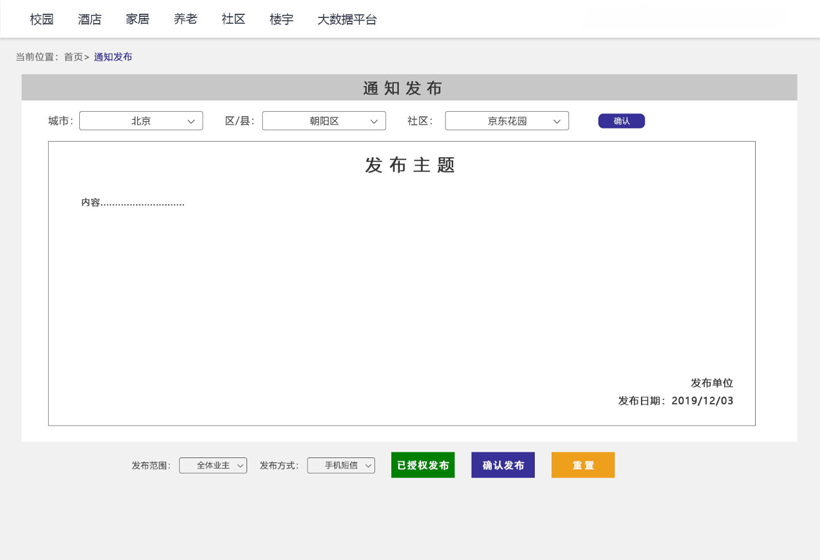 校园 酒店 家居 养老 社区 楼宇 大数据平台
当前位置：首页> 通知发布
通知发布
城市： 北京 区/县： 朝阳区 社区： 京东花园 确认
发布主题
内容.............................
发布单位
发布日期：2019/12/03
发布范围： 全体业主 发布方式： 手机短信 已授权发布 确认发布 重置